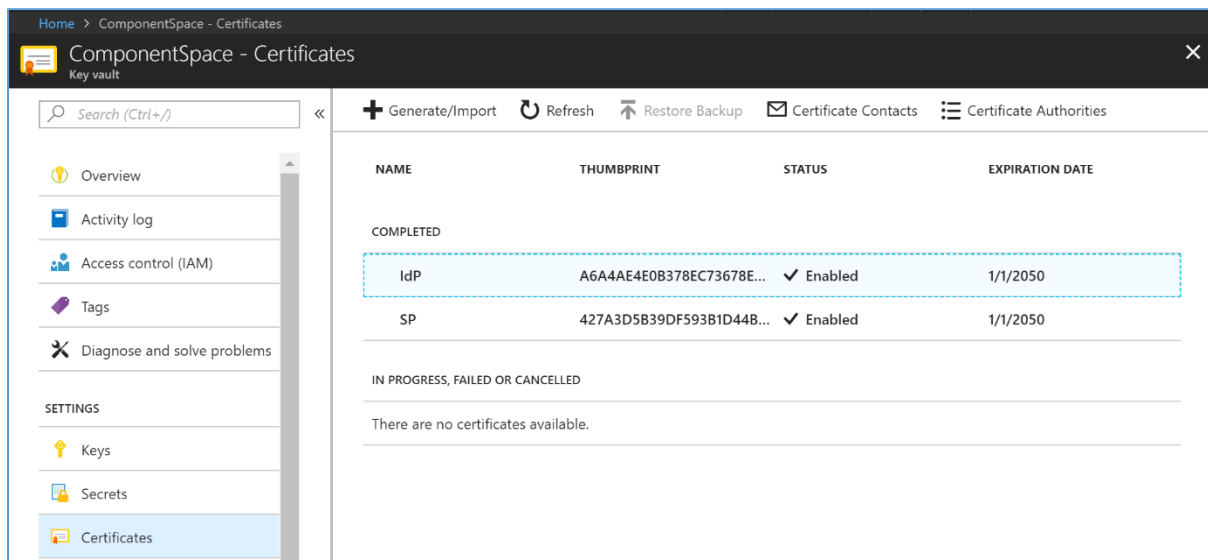 Home > ComponentSpace - Certificates
ComponentSpace - Certificates
Key vault
Search (Ctrl+/)
Overview
Activity log
Access control (IAM)
Tags
Diagnose and solve problems
SETTINGS
Keys
Secrets
Certificates
Generate/Import Refresh Restore Backup Certificate Contacts Certificate Authorities
NAME THUMBPRINT STATUS EXPIRATION DATE
COMPLETED
IdP A6A4AE4E0B378EC73678E... Enabled 1/1/2050
SP 427A3D5B39DF593B1D44B... Enabled 1/1/2050
IN PROGRESS, FAILED OR CANCELLED
There are no certificates available.